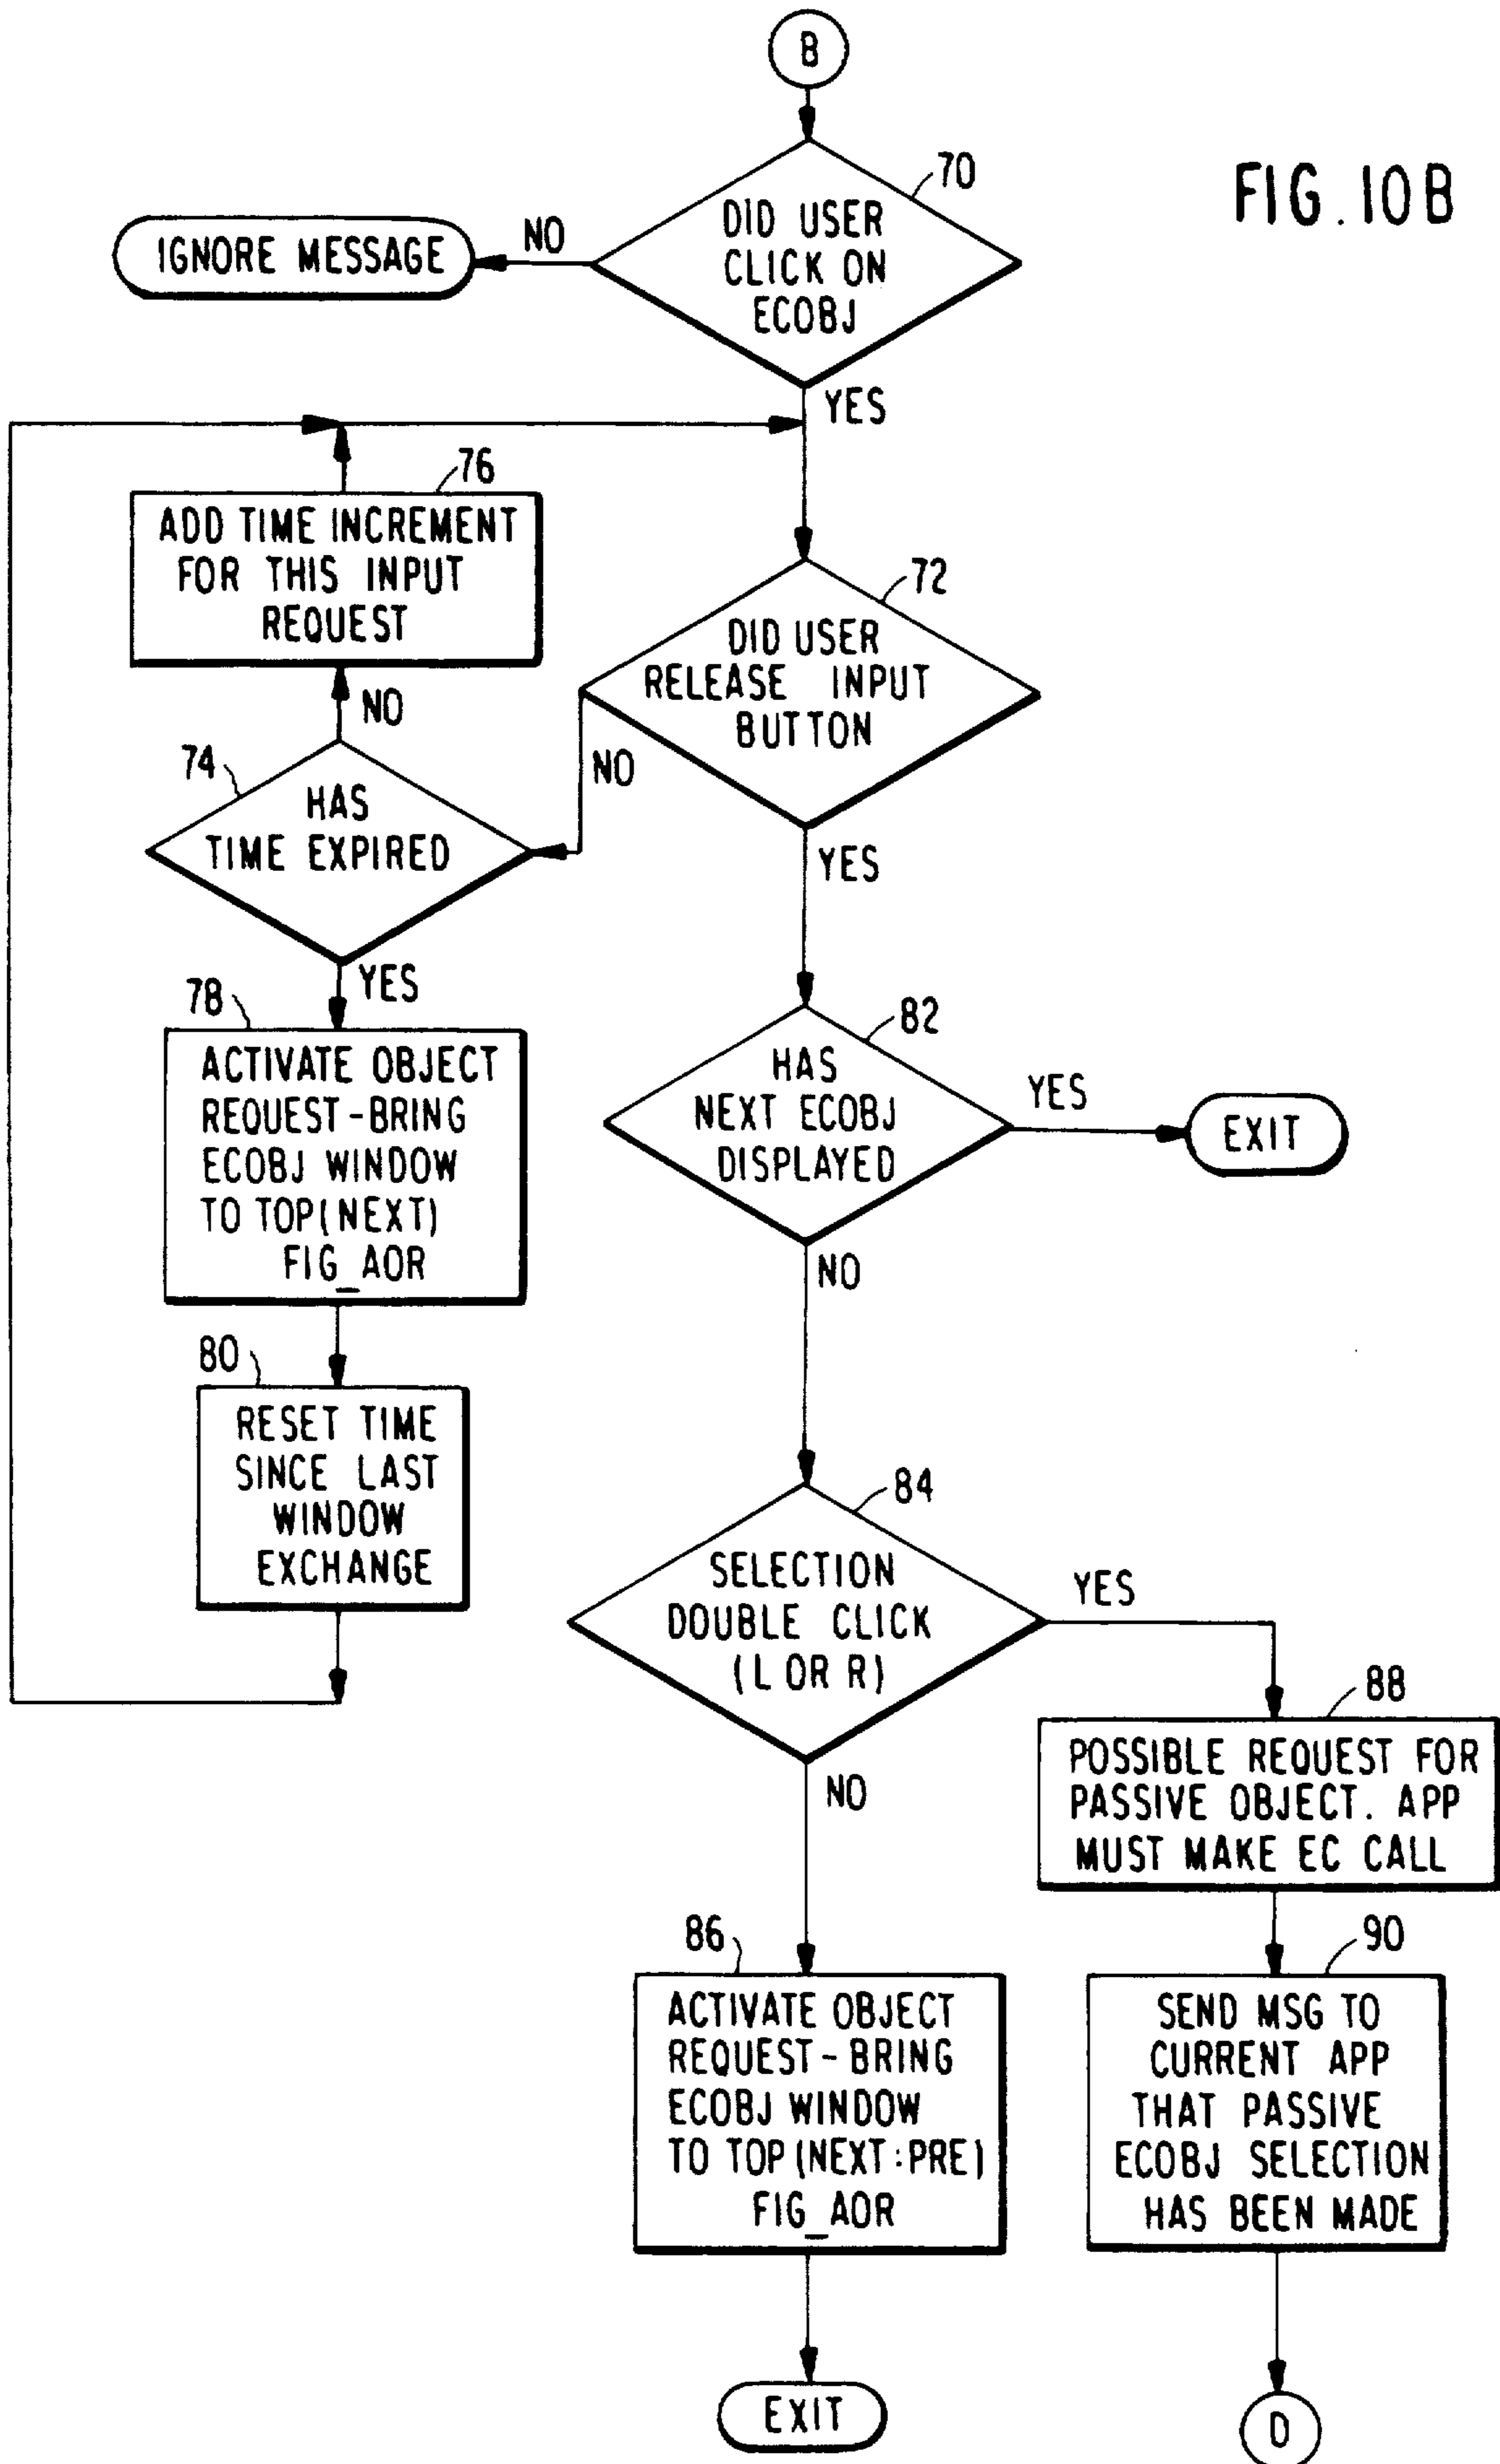 B
FIG. 10B
70
DID USER
CLICK ON
ECOBJ
NO
IGNORE MESSAGE
YES
76
ADD TIME INCREMENT
FOR THIS INPUT
REQUEST
72
DID USER
RELEASE INPUT
BUTTON
NO
NO
74
HAS
TIME EXPIRED
YES
YES
78
ACTIVATE OBJECT
REQUEST-BRING
ECOBJ WINDOW
TO TOP(NEXT)
FIG_AOR
82
HAS
NEXT ECOBJ
DISPLAYED
YES
EXIT
NO
80
RESET TIME
SINCE LAST
WINDOW
EXCHANGE
84
SELECTION
DOUBLE CLICK
(L OR R)
YES
NO
88
POSSIBLE REQUEST FOR
PASSIVE OBJECT. APP
MUST MAKE EC CALL
86
ACTIVATE OBJECT
REQUEST-BRING
ECOBJ WINDOW
TO TOP(NEXT:PRE)
FIG_AOR
90
SEND MSG TO
CURRENT APP
THAT PASSIVE
ECOBJ SELECTION
HAS BEEN MADE
EXIT
D